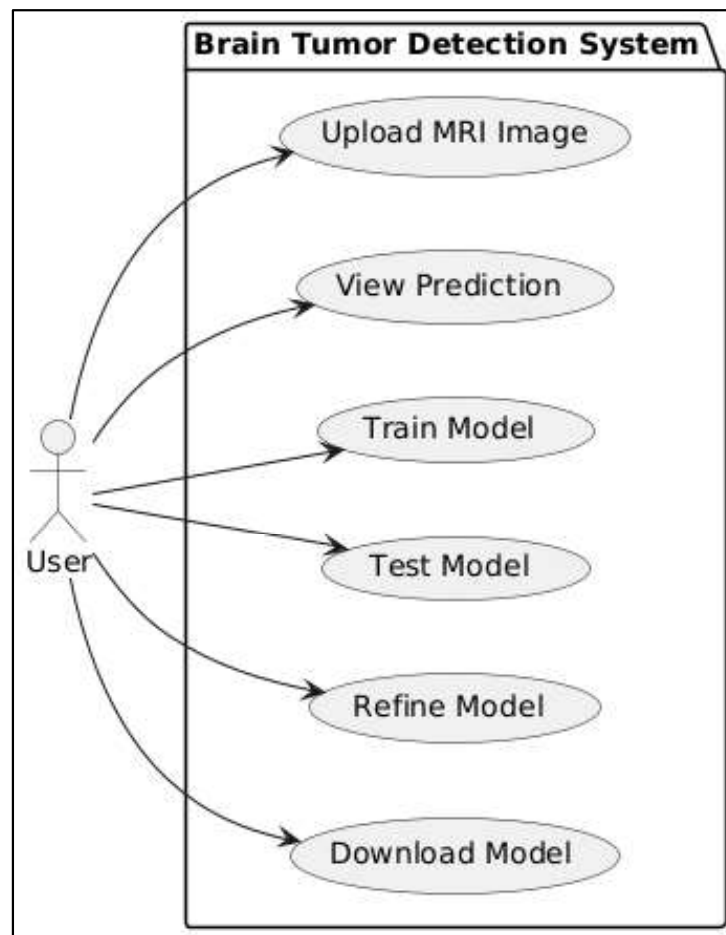 Brain Tumor Detection System
Upload MRI Image
View Prediction
Train Model
Test Model
User
Refine Model
Download Model